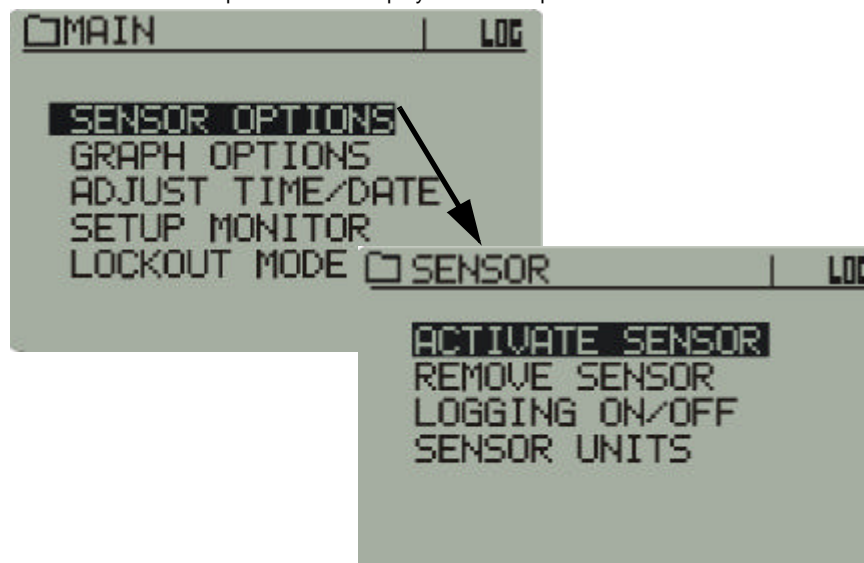 MAIN LOG
SENSOR OPTIONS
GRAPH OPTIONS
ADJUST TIME/DATE
SETUP MONITOR
LOCKOUT MODE
SENSOR LOG
ACTIVATE SENSOR
REMOVE SENSOR
LOGGING ON/OFF
SENSOR UNITS